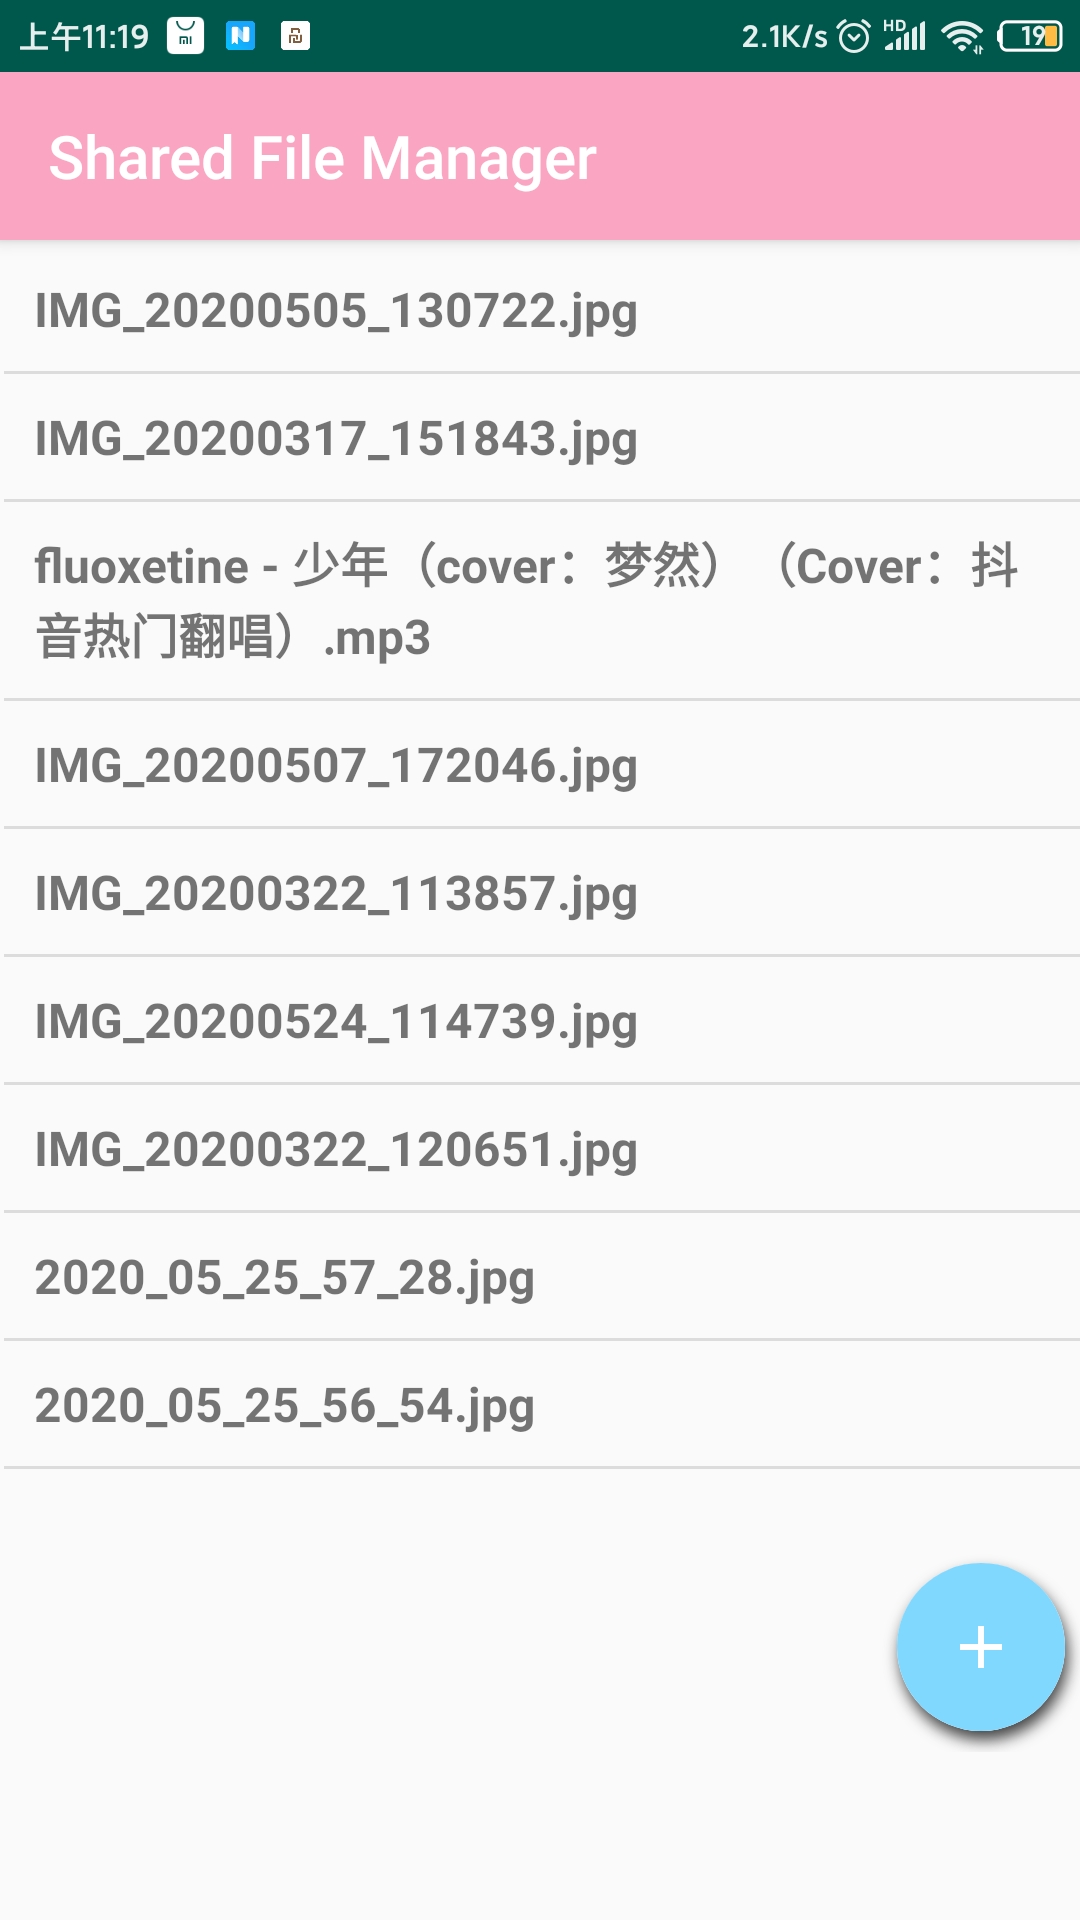 上午11:19 2.1K/s HD 19
Shared File Manager
IMG_20200505_130722.jpg
IMG_20200317_151843.jpg
fluoxetine - 少年（cover：梦然）（Cover：抖
音热门翻唱）.mp3
IMG_20200507_172046.jpg
IMG_20200322_113857.jpg
IMG_20200524_114739.jpg
IMG_20200322_120651.jpg
2020_05_25_57_28.jpg
2020_05_25_56_54.jpg